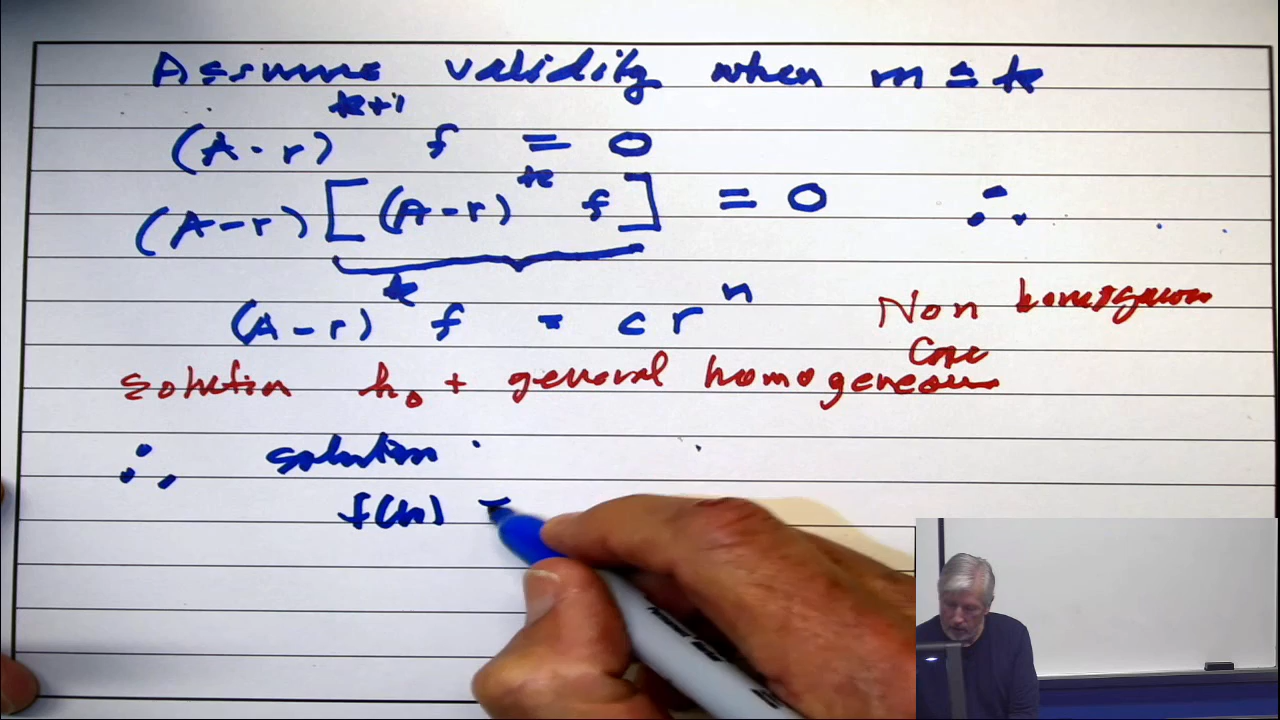 Assume validity when m ≤ k
(A-r)^{k+1} f = 0
(A-r) [(A-r)^k f] = 0 ∴
(A-r)^k f = c r^n
Non homogeneous
Case
solution h₀ + general homogeneous
∴ solution
f(n) =